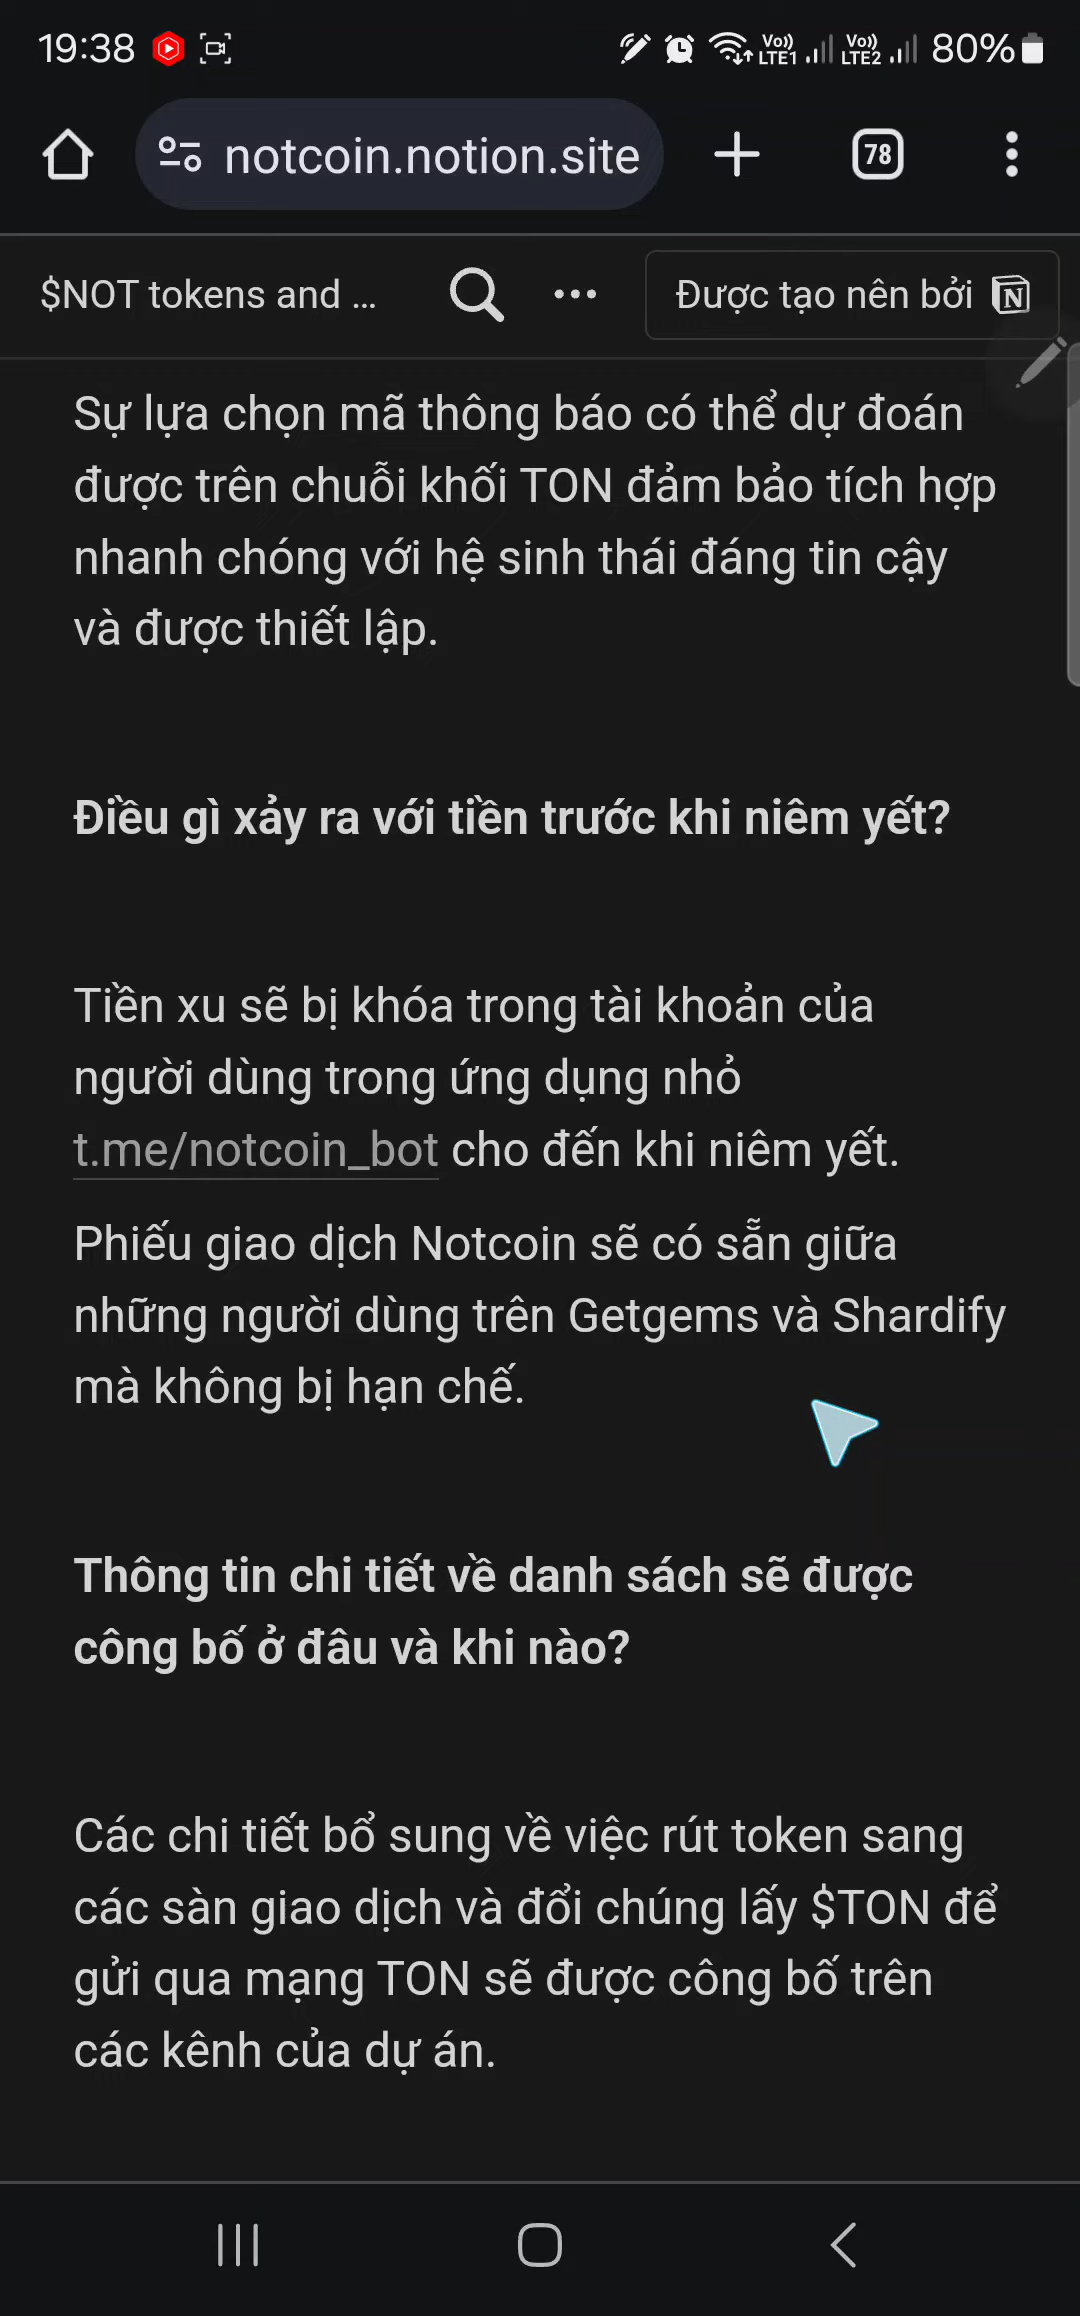 19:38
Vo)) LTE1 Vo)) LTE2 80%
notcoin.notion.site
78
$NOT tokens and ...
Được tạo nên bởi N
Sự lựa chọn mã thông báo có thể dự đoán
được trên chuỗi khối TON đảm bảo tích hợp
nhanh chóng với hệ sinh thái đáng tin cậy
và được thiết lập.
Điều gì xảy ra với tiền trước khi niêm yết?
Tiền xu sẽ bị khóa trong tài khoản của
người dùng trong ứng dụng nhỏ
t.me/notcoin_bot cho đến khi niêm yết.
Phiếu giao dịch Notcoin sẽ có sẵn giữa
những người dùng trên Getgems và Shardify
mà không bị hạn chế.
Thông tin chi tiết về danh sách sẽ được
công bố ở đâu và khi nào?
Các chi tiết bổ sung về việc rút token sang
các sàn giao dịch và đổi chúng lấy $TON để
gửi qua mạng TON sẽ được công bố trên
các kênh của dự án.